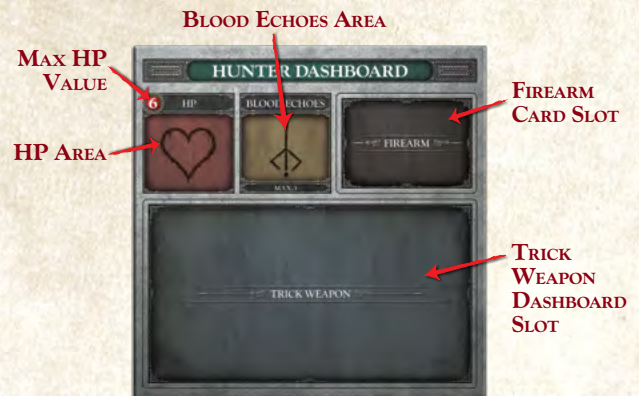 Blood Echoes Area
Max HP
Value
HUNTER DASHBOARD
6 HP
BLOOD ECHOES
Firearm
Card Slot
FIREARM
HP Area
MAX 3
Trick
Weapon
Dashboard
Slot
TRICK WEAPON